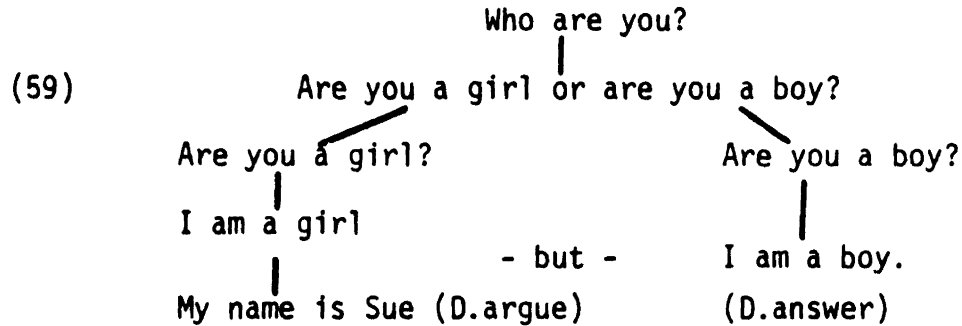 Who are you?
(59) Are you a girl or are you a boy?
Are you a girl? Are you a boy?
I am a girl
- but - I am a boy.
My name is Sue (D.argue) (D.answer)